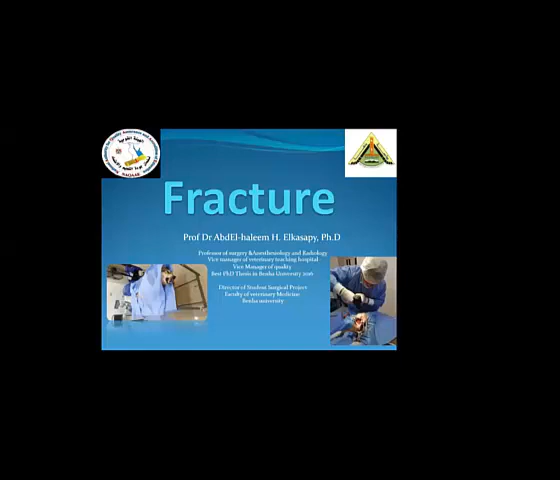 Fracture
Prof Dr AbdEl-haleem H. Elkasapy, Ph.D
Professor of surgery &Anesthesiology and Radiology
Vice manager of veterinary teaching hospital
Vice Manager of quality
Best PhD Thesis in Benha University 2016
Director of Student Surgical Project
Faculty of veterinary Medicine
Benha university
NAQAAE